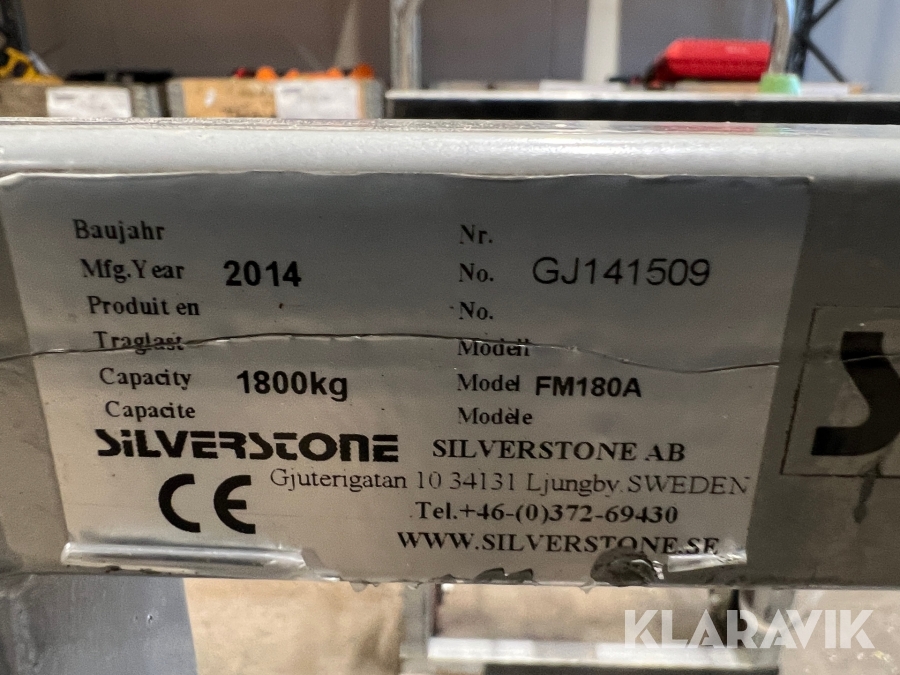 Baujahr Nr.
Mfg.Year 2014 No. GJ141509
Produit en No.
Traglast Modell
Capacity 1800kg Model FM180A
Capacite Modèle
SILVERSTONE SILVERSTONE AB
Gjuterigatan 10 34131 Ljungby.SWEDEN
CE Tel.+46-(0)372-69430
WWW.SILVERSTONE.SE
KLARAVIK